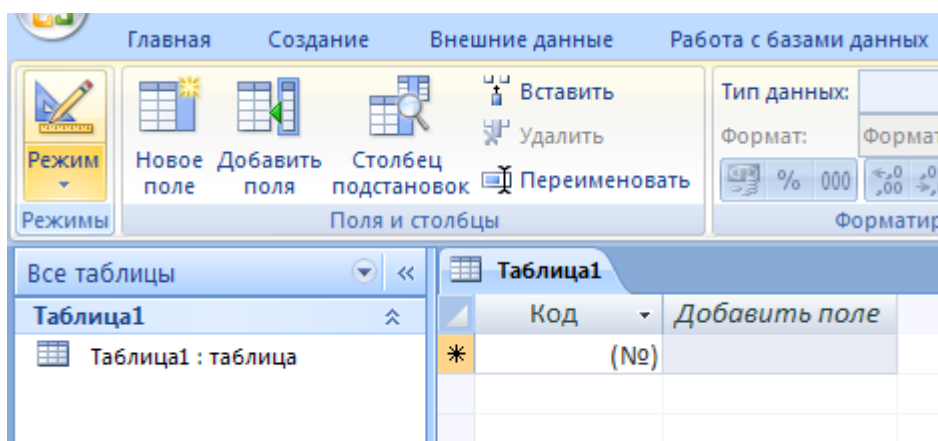 Главная Создание Внешние данные Работа с базами данных
Режим
Новое поле
Добавить поля
Столбец подстановок
Вставить
Удалить
Переименовать
Тип данных:
Формат:
% 000
,00
Режимы
Поля и столбцы
Все таблицы
Таблица1
Таблица1 : таблица
Таблица1
Код Добавить поле
(№)